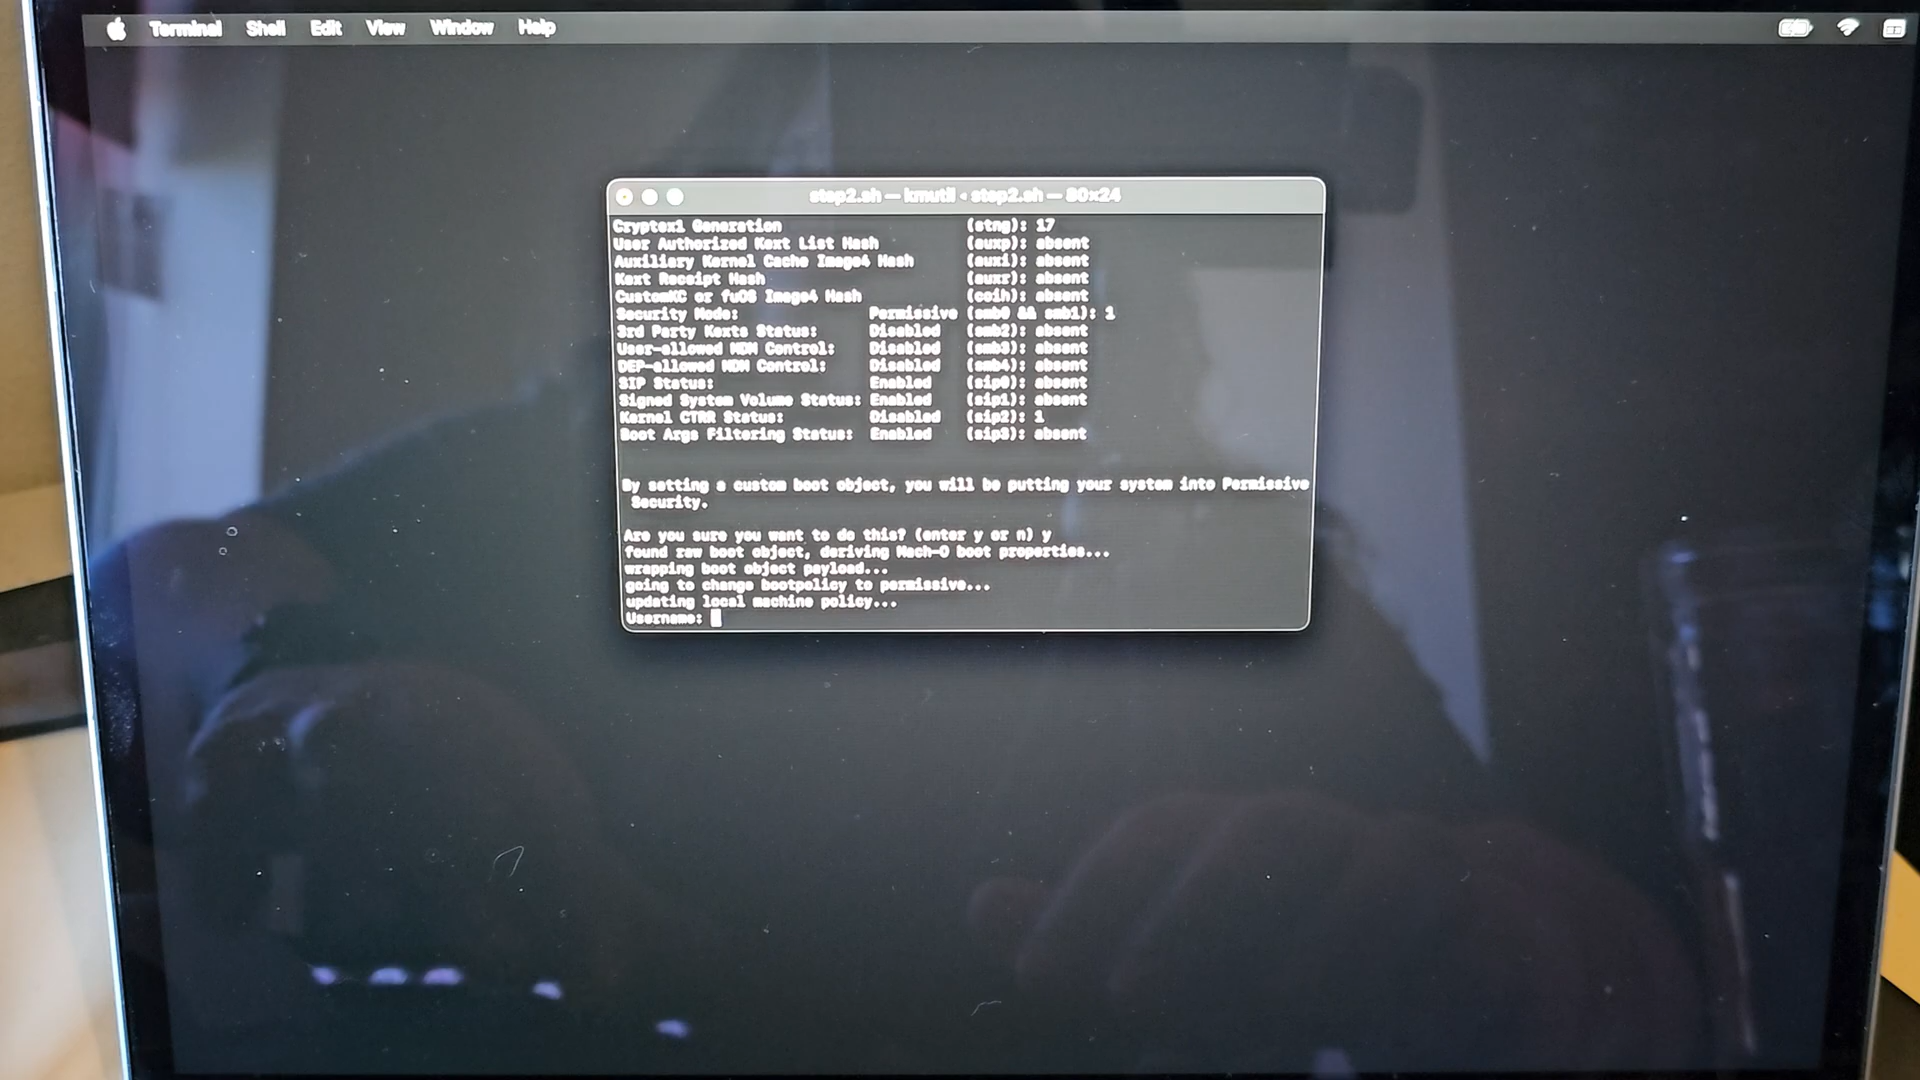 Terminal Shell Edit View Window Help
step2.sh — kmutil ◂ step2.sh — 80×24
Cryptex1 Generation (stng): 17
User Authorized Kext List Hash (auxp): absent
Auxiliary Kernel Cache Image4 Hash (auxi): absent
Kext Receipt Hash (auxr): absent
CustomKC or fuOS Image4 Hash (coih): absent
Security Mode: Permissive (smb0 && smb1): 1
3rd Party Kexts Status: Disabled (smb2): absent
User-allowed MDM Control: Disabled (smb3): absent
DEP-allowed MDM Control: Disabled (smb4): absent
SIP Status: Enabled (sip0): absent
Signed System Volume Status: Enabled (sip1): absent
Kernel CTRR Status: Disabled (sip2): 1
Boot Args Filtering Status: Enabled (sip3): absent
By setting a custom boot object, you will be putting your system into Permissive
Security.
Are you sure you want to do this? (enter y or n) y
found raw boot object, deriving Mach-O boot properties...
wrapping boot object payload...
going to change bootpolicy to permissive...
updating local machine policy...
Username: